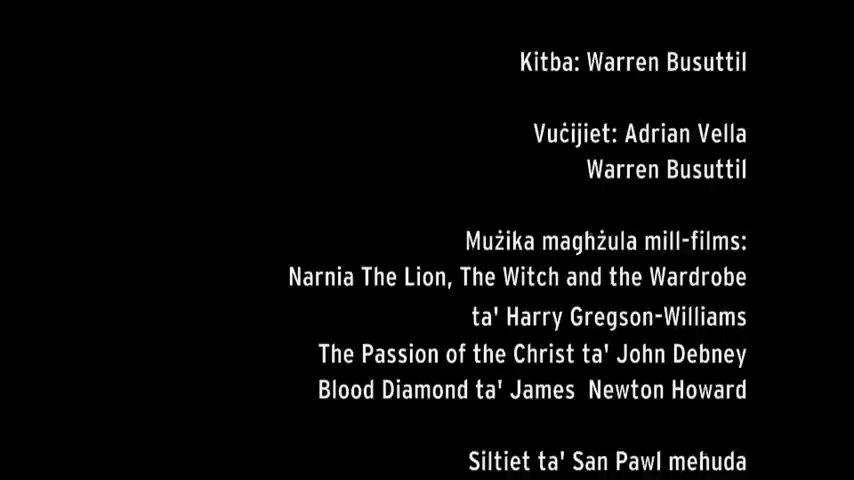 Kitba: Warren Busuttil
Vuċijiet: Adrian Vella
Warren Busuttil
Mużika magħżula mill-films:
Narnia The Lion, The Witch and the Wardrobe
ta' Harry Gregson-Williams
The Passion of the Christ ta' John Debney
Blood Diamond ta' James Newton Howard
Siltiet ta' San Pawl meħuda